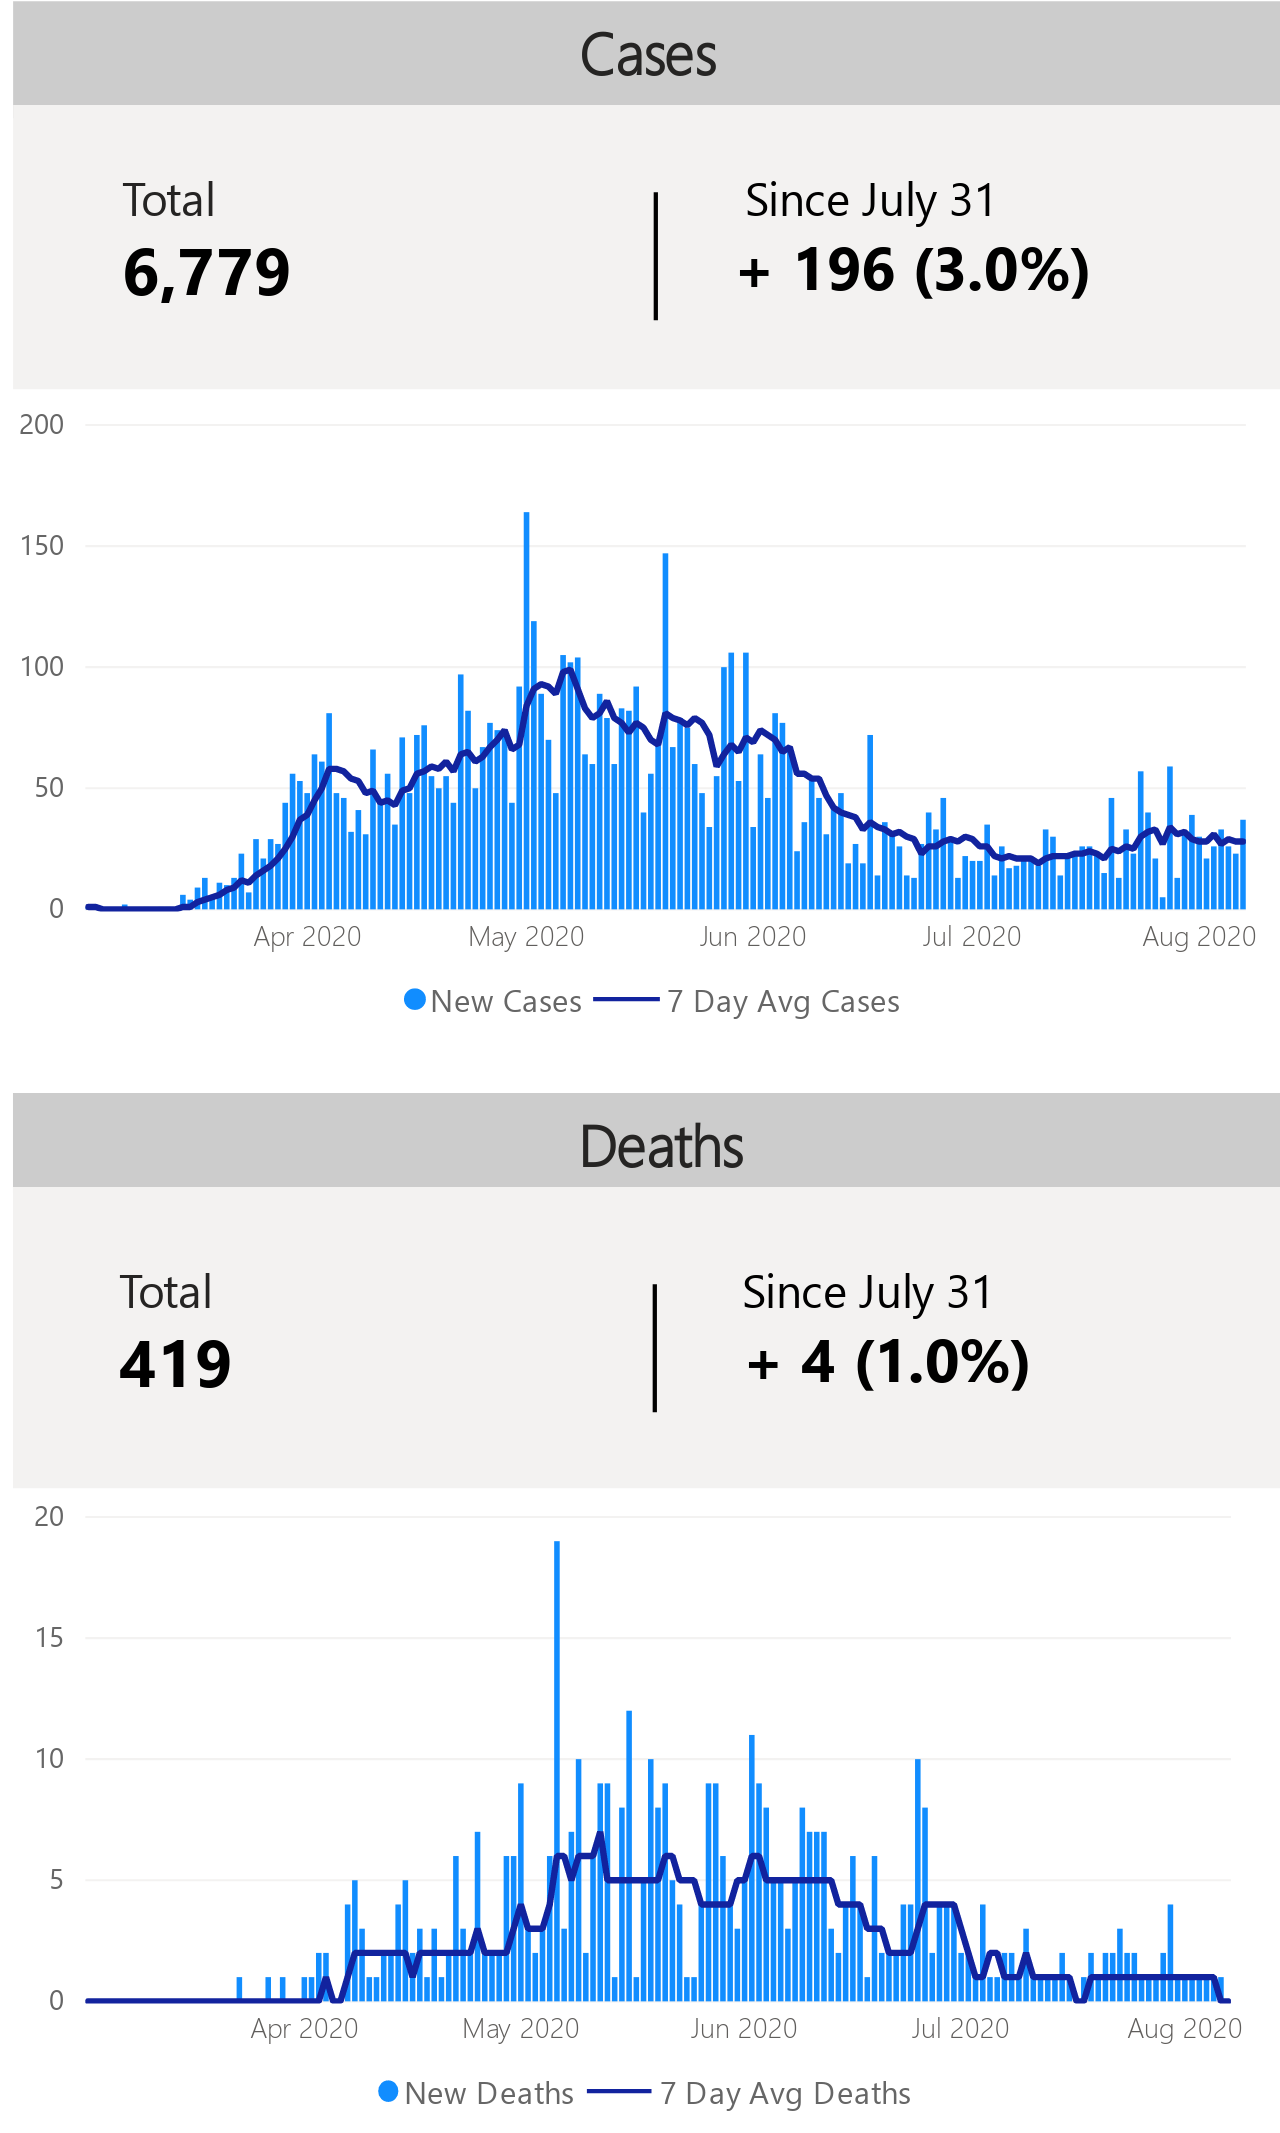 Cases
Total
Since July 31
6,779
+ 196 (3.0%)
200
150
100
50
0
Apr 2020
May 2020
Jun 2020
Jul 2020
Aug 2020
New Cases
7 Day Avg Cases
Deaths
Total
Since July 31
419
+ 4 (1.0%)
20
15
10
5
0
Apr 2020
May 2020
Jun 2020
Jul 2020
Aug 2020
New Deaths
7 Day Avg Deaths